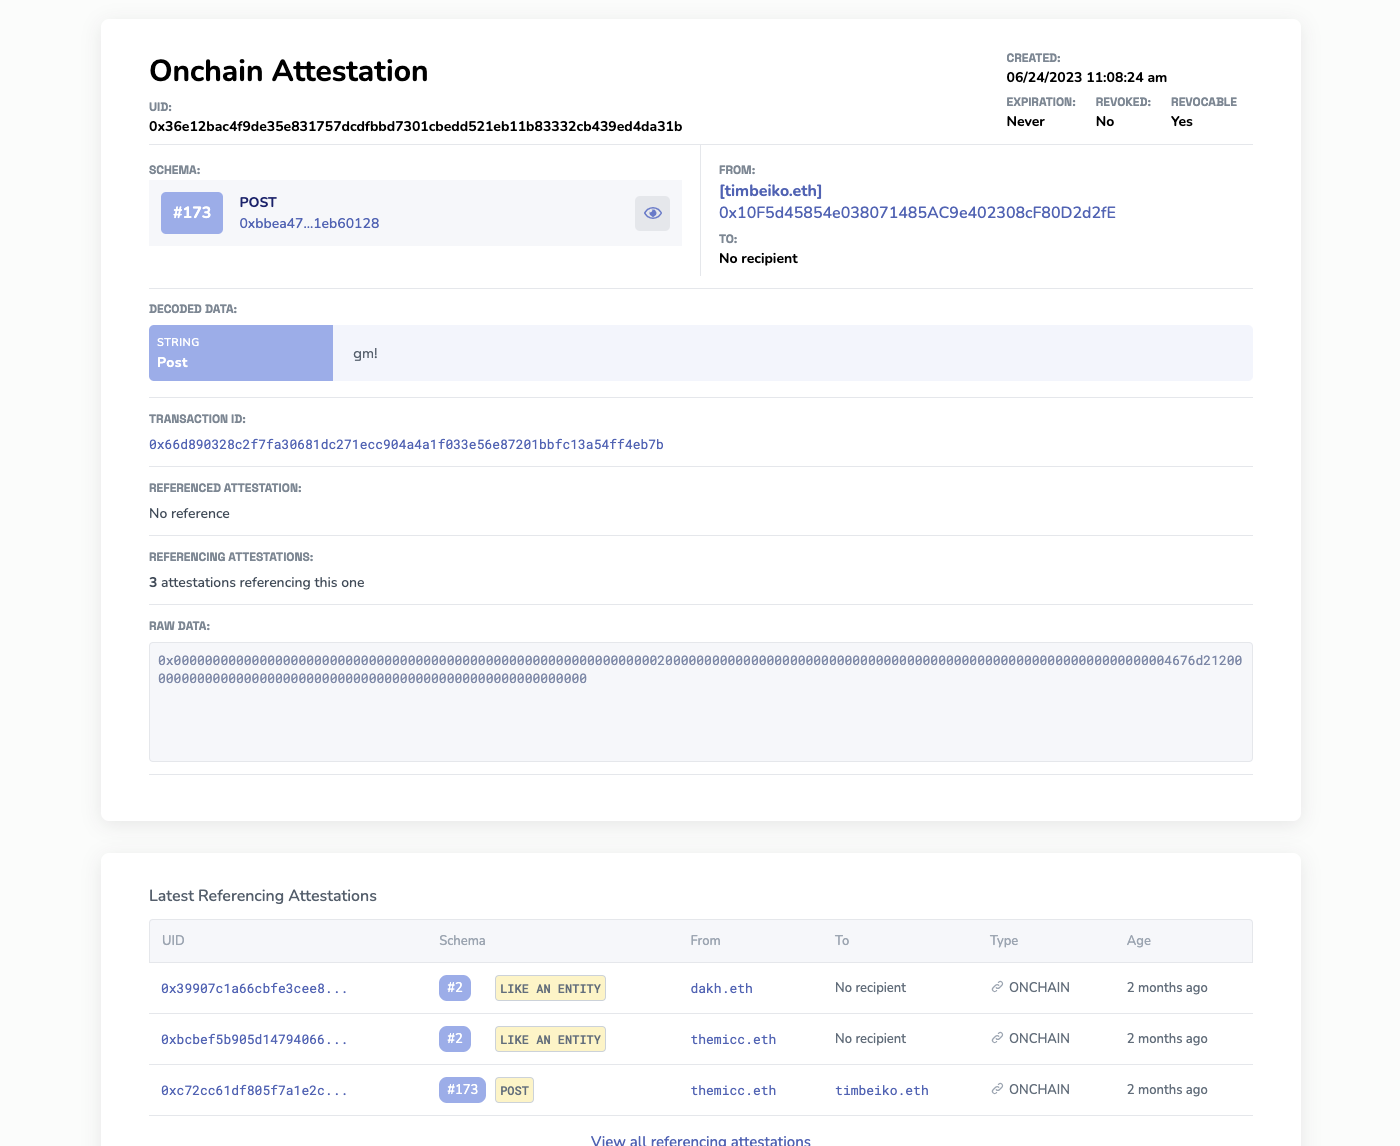 Onchain Attestation
UID:
0x36e12bac4f9de35e831757dcdfbbd7301cbedd521eb11b83332cb439ed4da31b
CREATED:
06/24/2023 11:08:24 am
EXPIRATION: REVOKED: REVOCABLE
Never No Yes
SCHEMA:
#173 POST
0xbbea47...1eb60128
FROM:
[timbeiko.eth]
0x10F5d45854e038071485AC9e402308cF80D2d2fE
TO:
No recipient
DECODED DATA:
STRING
Post
gm!
TRANSACTION ID:
0x66d890328c2f7fa30681dc271ecc904a4a1f033e56e87201bbfc13a54ff4eb7b
REFERENCED ATTESTATION:
No reference
REFERENCING ATTESTATIONS:
3 attestations referencing this one
RAW DATA:
0x00000000000000000000000000000000000000000000000000000000000000200000000000000000000000000000000000000000000000000000000000000004676d21200
0000000000000000000000000000000000000000000000000000000
Latest Referencing Attestations
UID Schema From To Type Age
0x39907c1a66cbfe3cee8... #2 LIKE AN ENTITY dakh.eth No recipient ONCHAIN 2 months ago
0xbcbef5b905d14794066... #2 LIKE AN ENTITY themicc.eth No recipient ONCHAIN 2 months ago
0xc72cc61df805f7a1e2c... #173 POST themicc.eth timbeiko.eth ONCHAIN 2 months ago
View all referencing attestations